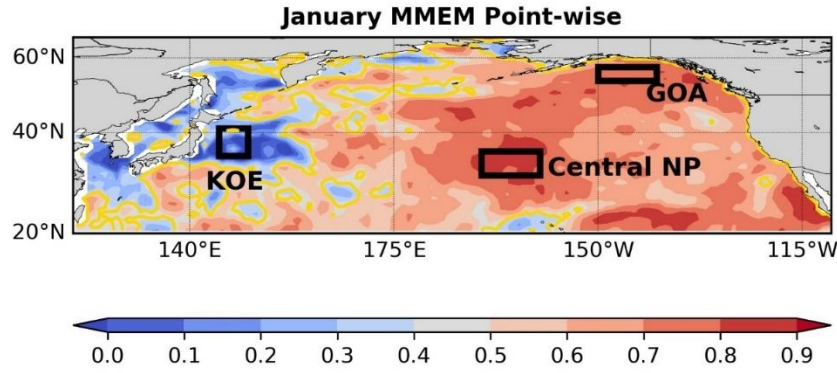 January MMEM Point-wise
60°N
GOA
40°N
Central NP
KOE
20°N
140°E 175°E 150°W 115°W
0.0 0.1 0.2 0.3 0.4 0.5 0.6 0.7 0.8 0.9